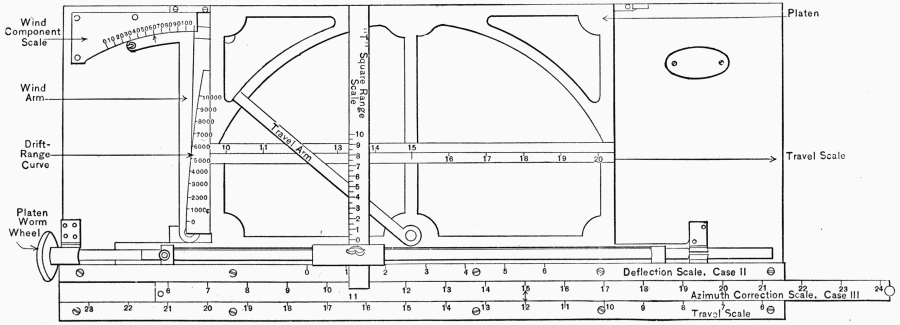 Wind
Component
Scale
0 10 20 30 40 50 60 70 80 90 100
Platen
"T" Square Range
Scale
Wind
Arm
10000
9000
8000
7000
6000
5000
4000
3000
2000
1000
0
Travel Arm
Drift-
Range
Curve
10
9
8
7
6
5
4
3
2
1
0
10 11 13 14 15
16 17 18 19 20
Travel Scale
Platen
Worm
Wheel
0 1 2 3 4 5 6
Deflection Scale. Case II
6 7 8 9 10 11 12 13 14 15 16 17 18 19 20 21 22 23 24
Azimuth Correction Scale, Case III
23 22 21 20 19 18 17 16 15 14 13 12 11 10 9 8 7 6
Travel Scale